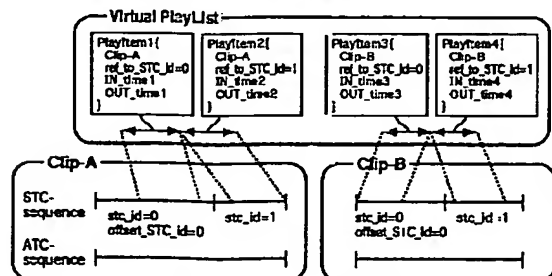 Virtual PlayList
PlayItem1{
Clip-A
ref_to_STC_id=0
IN_time1
OUT_time1
}
PlayItem2{
Clip-A
ref_to_STC_id=1
IN_time2
OUT_time2
}
PlayItem3{
Clip-B
ref_to_STC_id=0
IN_time3
OUT_time3
}
PlayItem4{
Clip-B
ref_to_STC_id=1
IN_time4
OUT_time4
}
Clip-A
STC-
sequence
stc_id=0
offset_STC_id=0
stc_id=1
ATC-
sequence
Clip-B
stc_id=0
offset_STC_id=0
stc_id=1